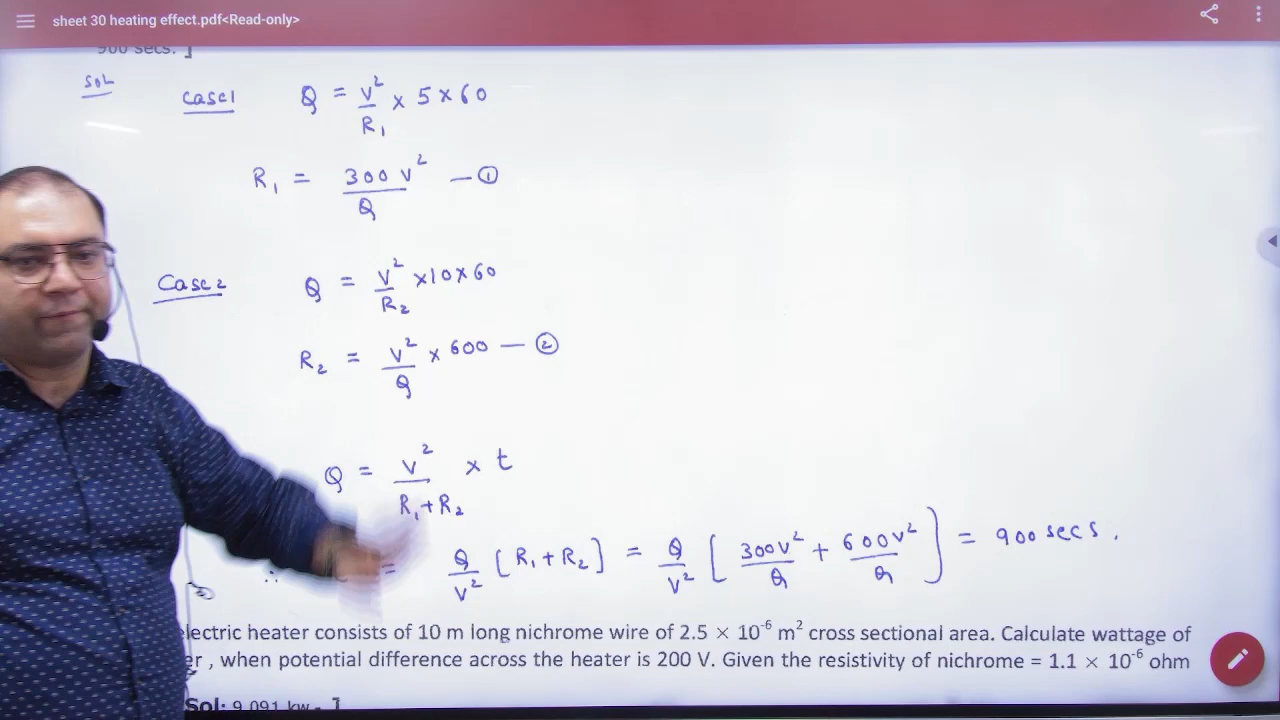 sheet 30 heating effect.pdf<Read-only>
900 secs. ]
Sol
Case1 Q = V²/R₁ × 5 × 60
R₁ = 300 V²/Q — ①
Case 2 Q = V²/R₂ × 10 × 60
R₂ = V²/Q × 600 — ②
Q = V²/R₁+R₂ × t
∴ = Q/V² [R₁+R₂] = Q/V² [300V²/Q + 600V²/Q] = 900 secs.
electric heater consists of 10 m long nichrome wire of 2.5 × 10⁻⁶ m² cross sectional area. Calculate wattage of
er , when potential difference across the heater is 200 V. Given the resistivity of nichrome = 1.1 × 10⁻⁶ ohm
Sol: 9.091 kw - ]